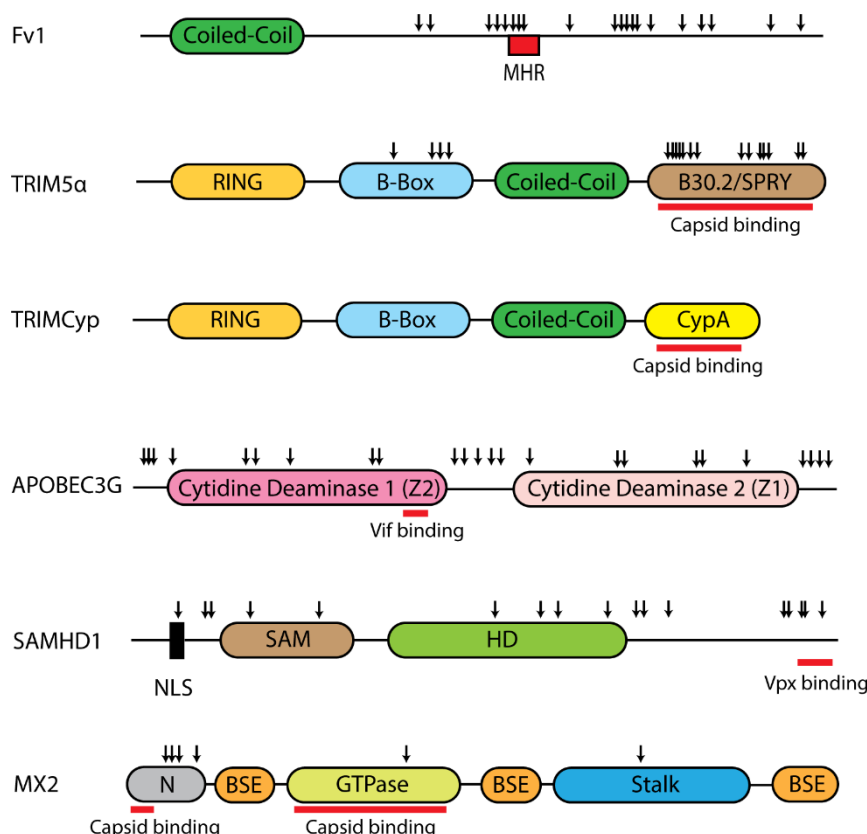 Fv1
Coiled-Coil
MHR
TRIM5α
RING
B-Box
Coiled-Coil
B30.2/SPRY
Capsid binding
TRIMCyp
RING
B-Box
Coiled-Coil
CypA
Capsid binding
APOBEC3G
Cytidine Deaminase 1 (Z2)
Cytidine Deaminase 2 (Z1)
Vif binding
SAMHD1
SAM
HD
NLS
Vpx binding
MX2
N
BSE
GTPase
BSE
Stalk
BSE
Capsid binding
Capsid binding